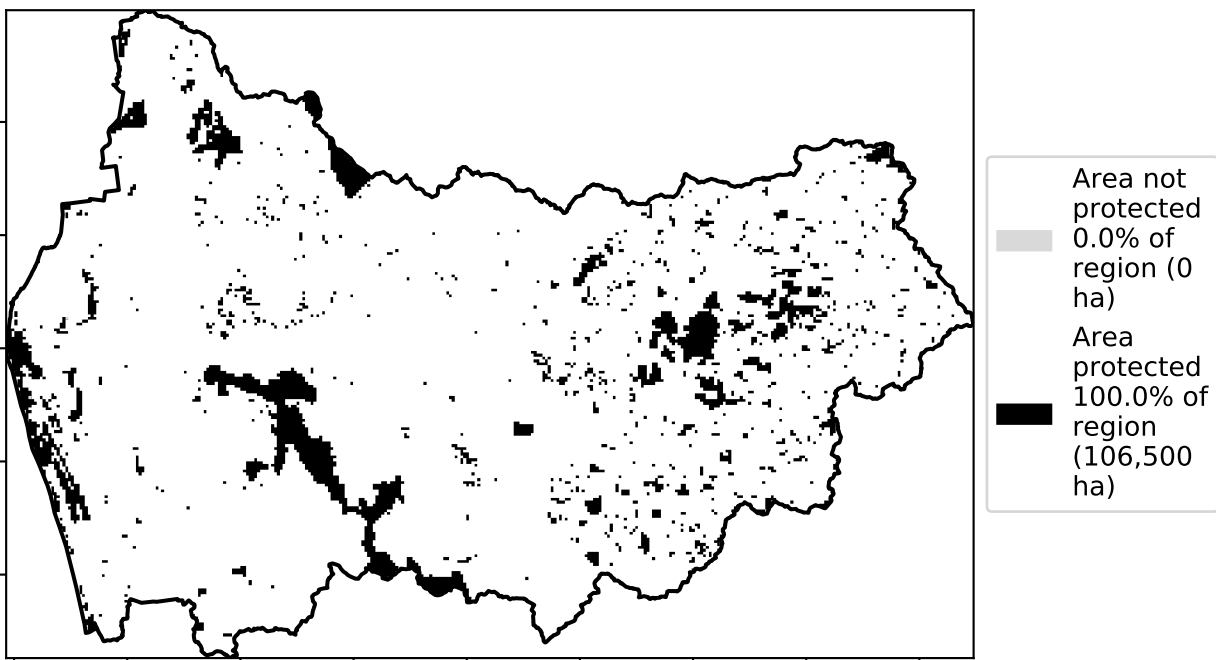 Area not
protected
0.0% of
region (0
ha)
Area
protected
100.0% of
region
(106,500
ha)